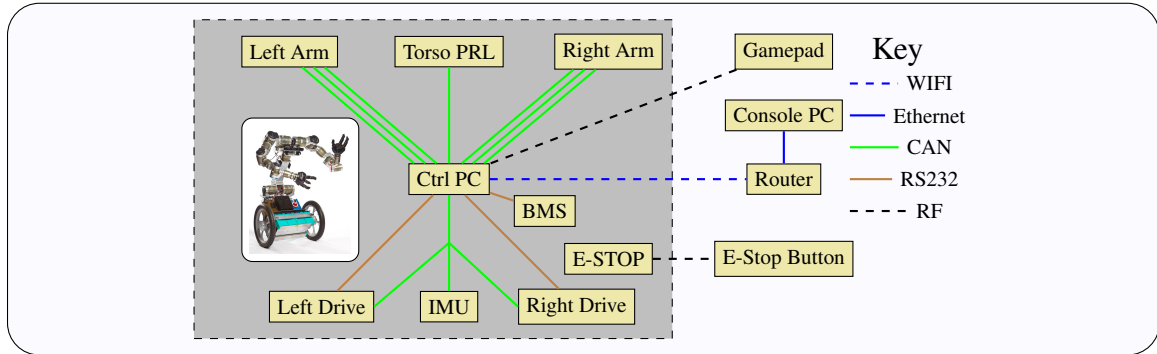 Left Arm
Torso PRL
Right Arm
Gamepad
Key
WIFI
Console PC
Ethernet
CAN
Ctrl PC
Router
RS232
BMS
RF
E-STOP
E-Stop Button
Left Drive
IMU
Right Drive